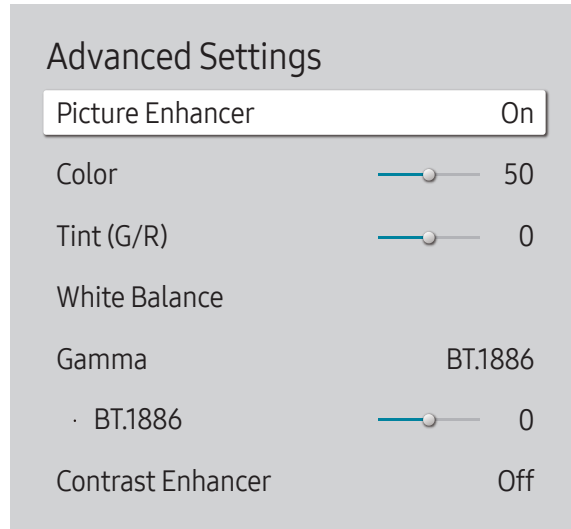 Advanced Settings
Picture Enhancer On
Color 50
Tint (G/R) 0
White Balance
Gamma BT.1886
· BT.1886 0
Contrast Enhancer Off